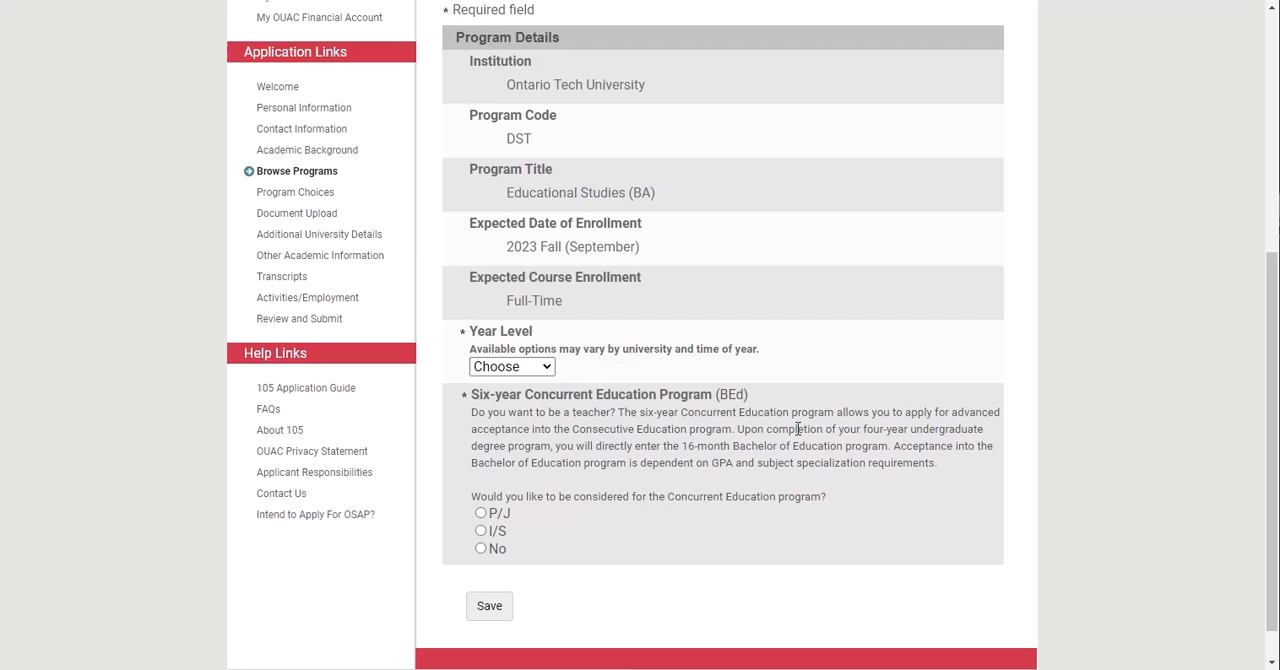 My OUAC Financial Account
Application Links
Welcome
Personal Information
Contact Information
Academic Background
Browse Programs
Program Choices
Document Upload
Additional University Details
Other Academic Information
Transcripts
Activities/Employment
Review and Submit
Help Links
105 Application Guide
FAQs
About 105
OUAC Privacy Statement
Applicant Responsibilities
Contact Us
Intend to Apply For OSAP?
* Required field
Program Details
Institution
Ontario Tech University
Program Code
DST
Program Title
Educational Studies (BA)
Expected Date of Enrollment
2023 Fall (September)
Expected Course Enrollment
Full-Time
* Year Level
Available options may vary by university and time of year.
Choose
* Six-year Concurrent Education Program (BEd)
Do you want to be a teacher? The six-year Concurrent Education program allows you to apply for advanced
acceptance into the Consecutive Education program. Upon completion of your four-year undergraduate
degree program, you will directly enter the 16-month Bachelor of Education program. Acceptance into the
Bachelor of Education program is dependent on GPA and subject specialization requirements.
Would you like to be considered for the Concurrent Education program?
P/J
I/S
No
Save